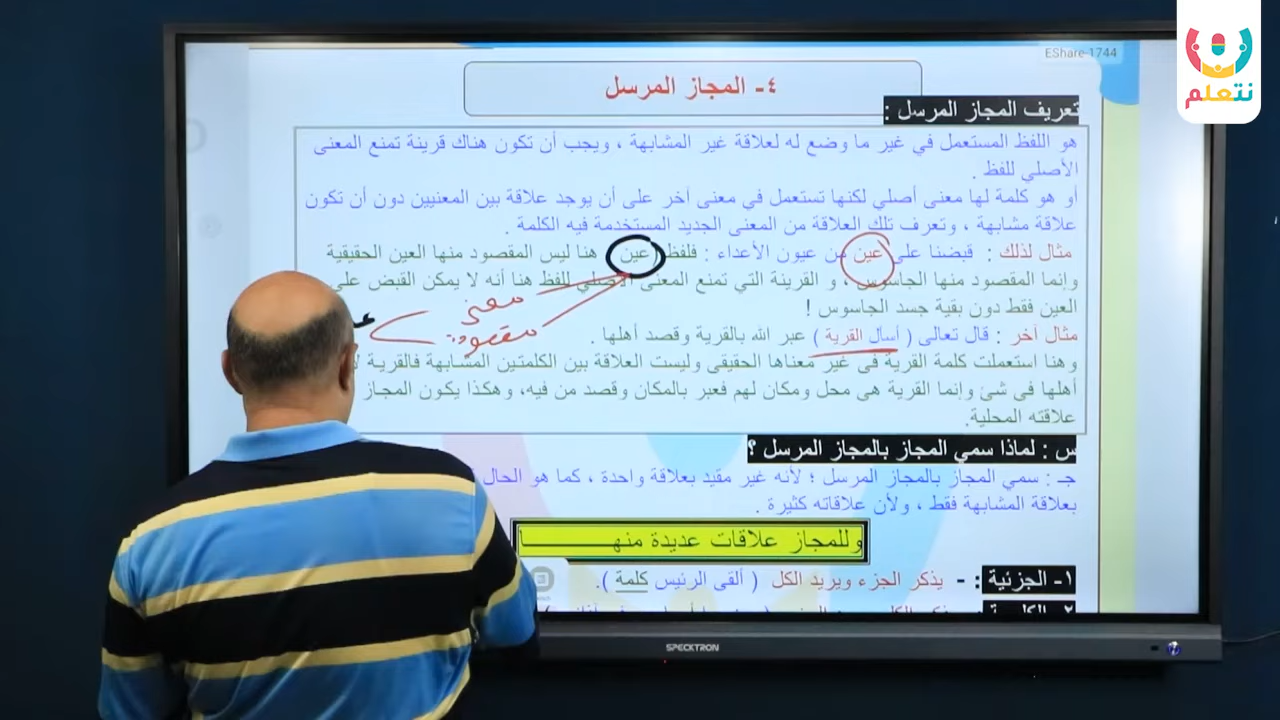 EShare-1744
نتعلم
٤- المجاز المرسل
تعريف المجاز المرسل :
هو اللفظ المستعمل في غير ما وضع له لعلاقة غير المشابهة ، ويجب أن تكون هناك قرينة تمنع المعنى
الأصلي للفظ .
أو هو كلمة لها معنى أصلي لكنها تستعمل في معنى آخر على أن يوجد علاقة بين المعنيين دون أن تكون
علاقة مشابهة ، وتعرف تلك العلاقة من المعنى الجديد المستخدمة فيه الكلمة .
مثال لذلك : قبضنا على عين من عيون الأعداء : فلفظ (عين) هنا ليس المقصود منها العين الحقيقية
وإنما المقصود منها الجاسوس ، و القرينة التي تمنع المعنى الأصلي للفظ هنا أنه لا يمكن القبض على
العين فقط دون بقية جسد الجاسوس !
معنى
مقصود
مثال آخر : قال تعالى ( أسال القرية ) عبر الله بالقرية وقصد أهلها .
وهنا استعملت كلمة القرية فى غير معناها الحقيقى وليست العلاقة بين الكلمتين المشابهة فالقرية
أهلها فى شئ وإنما القرية هى محل ومكان لهم فعبر بالمكان وقصد من فيه، وهكذا يكون المجاز
علاقته المحلية.
س : لماذا سمي المجاز بالمجاز المرسل ؟
جـ : سمي المجاز بالمجاز المرسل ؛ لأنه غير مقيد بعلاقة واحدة ، كما هو الحال
بعلاقة المشابهة فقط ، ولأن علاقاته كثيرة .
وللمجاز علاقات عديدة منهـــــــا
١- الجزئية : - يذكر الجزء ويريد الكل ( ألقى الرئيس كلمة ).
SPECKTRON